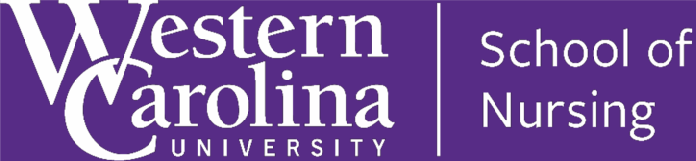 Western
Carolina
UNIVERSITY
School of
Nursing